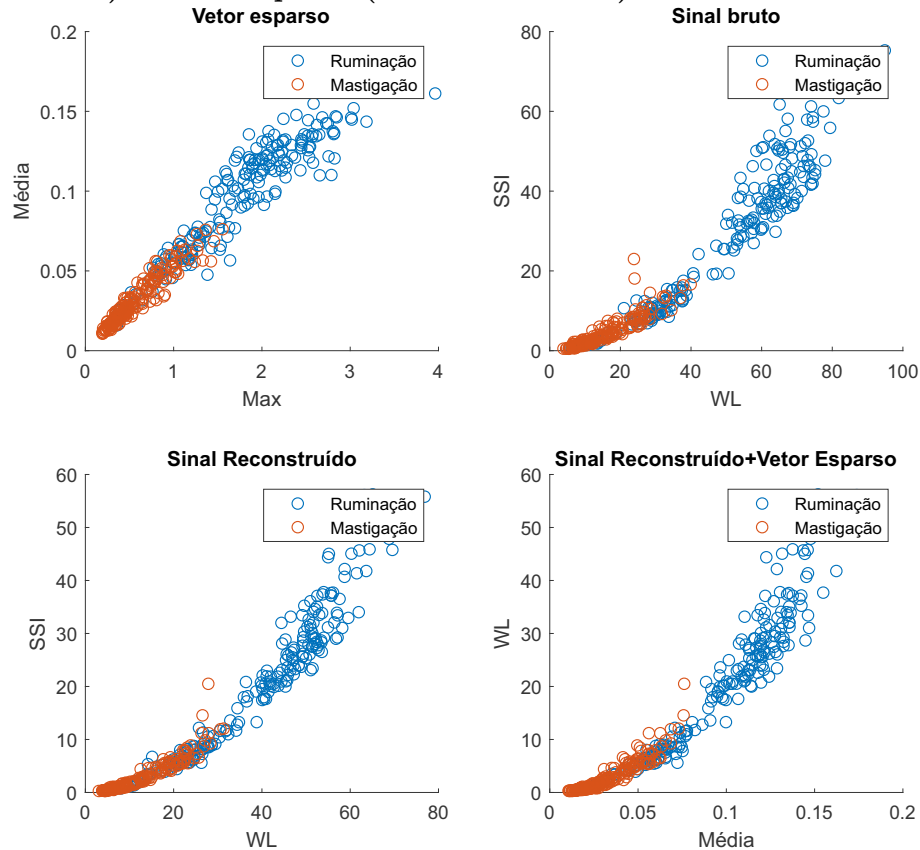 Vetor esparso
0.2
0.15
0.1
0.05
0
Média
Ruminação
Mastigação
0 1 2 3 4
Max
Sinal bruto
80
60
40
20
0
SSI
Ruminação
Mastigação
0 20 40 60 80 100
WL
Sinal Reconstruído
60
50
40
30
20
10
0
SSI
Ruminação
Mastigação
0 20 40 60 80
WL
Sinal Reconstruído+Vetor Esparso
60
50
40
30
20
10
0
WL
Ruminação
Mastigação
0 0.05 0.1 0.15 0.2
Média